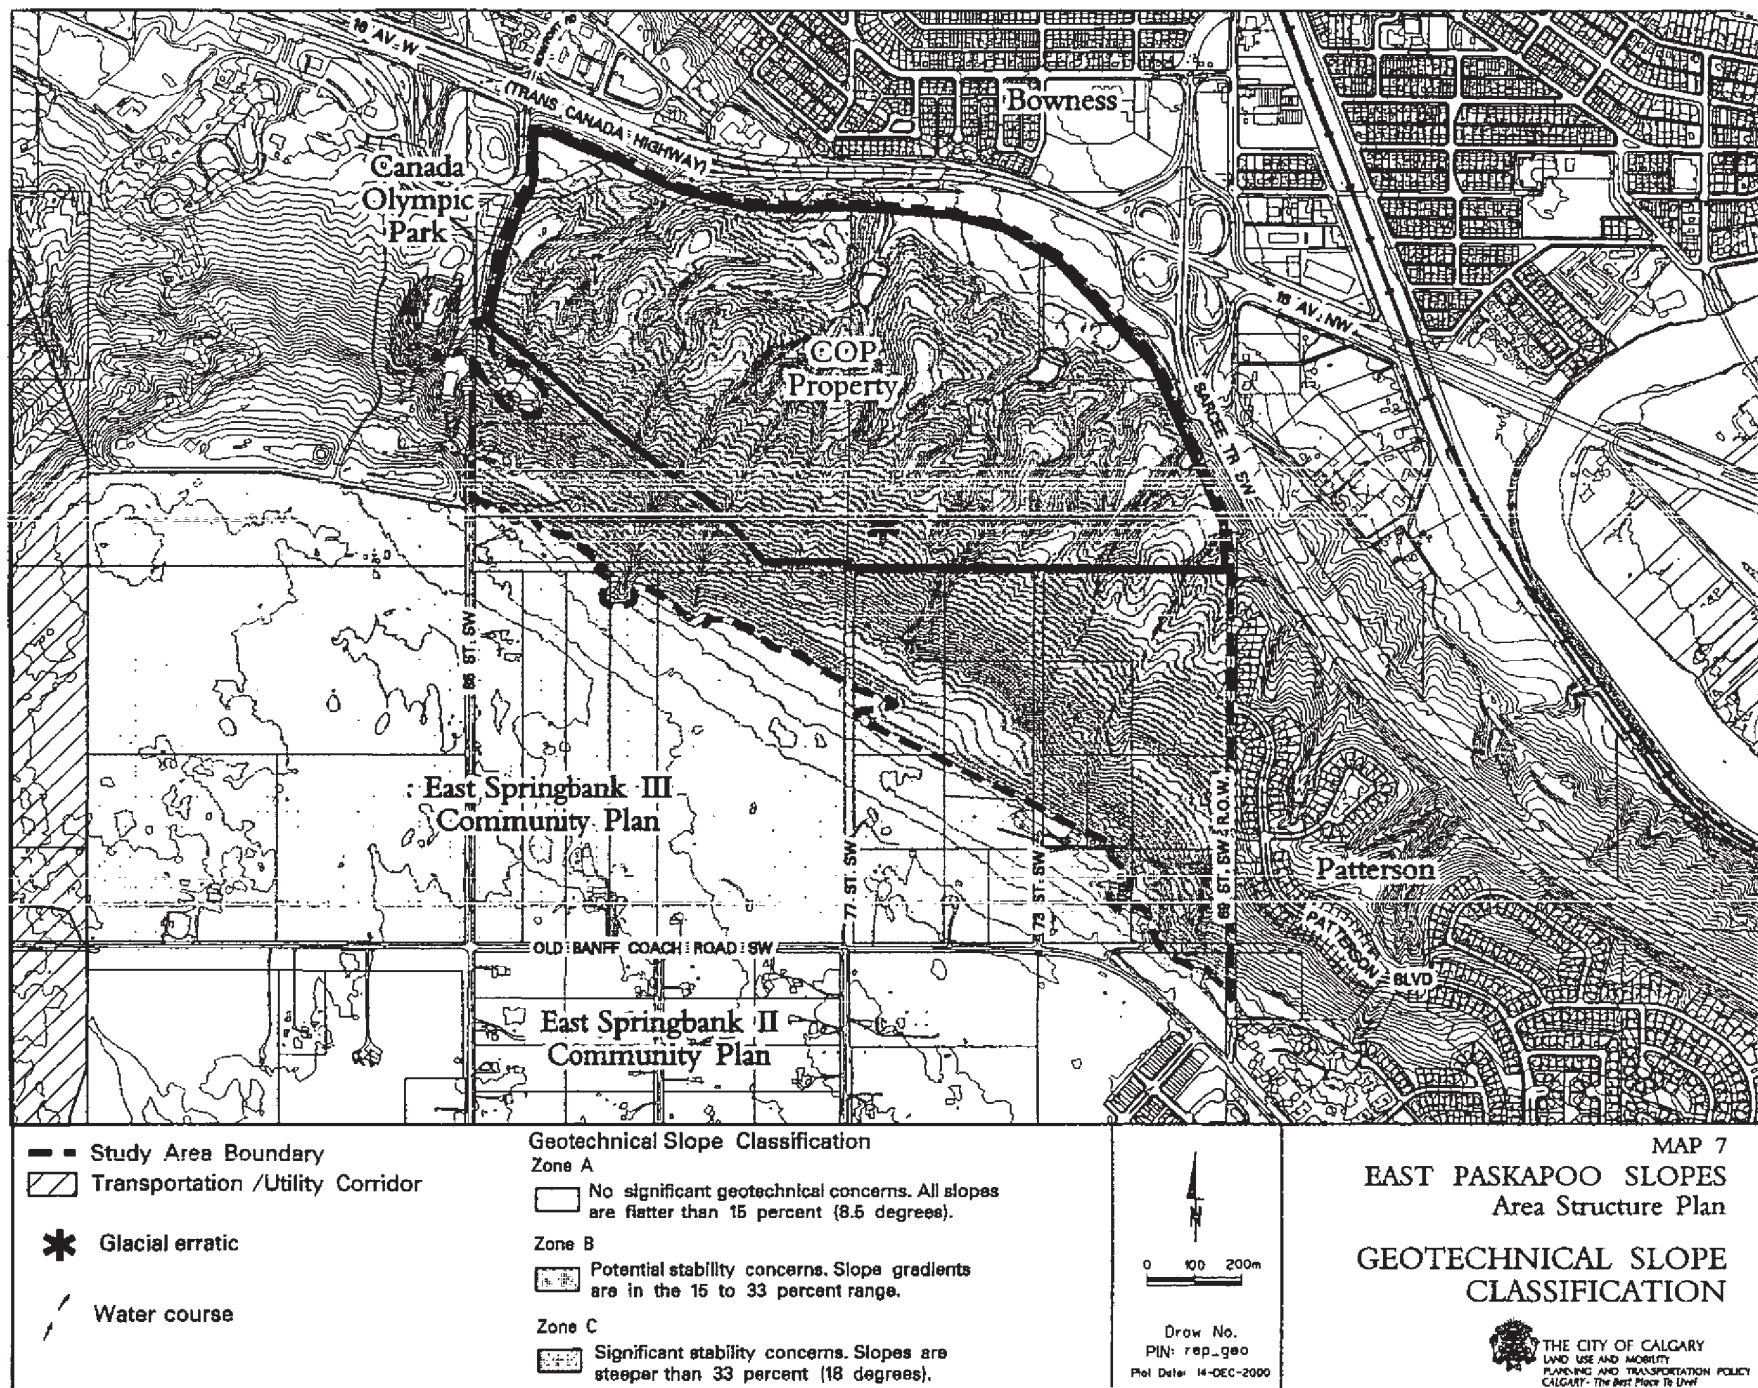 16 AV. W
(TRANS CANADA HIGHWAY)
Bowness
Canada
Olympic
Park
16 AV. NW
COP
Property
SARCEE TR SW
85 ST. SW
East Springbank III
Community Plan
77 ST. SW
73 ST. SW
69 ST. SW R.O.W.
Patterson
PATTERSON BLVD
OLD BANFF COACH ROAD SW
East Springbank II
Community Plan
Study Area Boundary
Transportation /Utility Corridor
Glacial erratic
Water course
Geotechnical Slope Classification
Zone A
No significant geotechnical concerns. All slopes
are flatter than 15 percent (8.5 degrees).
Zone B
Potential stability concerns. Slope gradients
are in the 15 to 33 percent range.
Zone C
Significant stability concerns. Slopes are
steeper than 33 percent (18 degrees).
N
0 100 200m
Draw No.
PIN: rep_geo
Plot Date: 14-DEC-2000
MAP 7
EAST PASKAPOO SLOPES
Area Structure Plan
GEOTECHNICAL SLOPE
CLASSIFICATION
THE CITY OF CALGARY
LAND USE AND MOBILITY
PLANNING AND TRANSPORTATION POLICY
CALGARY - The Best Place To Live!